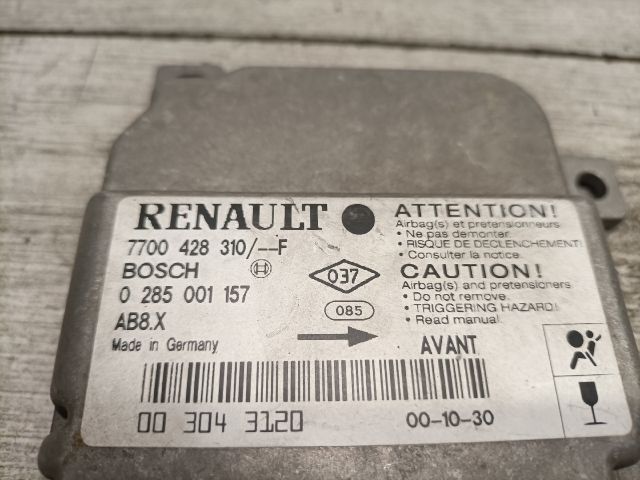 RENAULT
7700 428 310/--F
BOSCH
0 285 001 157
AB8.X
Made in Germany
037
085
AVANT
ATTENTION!
Airbag(s) et pretensionneurs
• Ne pas demonter.
• RISQUE DE DECLENCHEMENT!
• Consulter la notice.
CAUTION!
Airbag(s) and pretensioners
• Do not remove.
• TRIGGERING HAZARD!
• Read manual.
00 304 3120
00-10-30